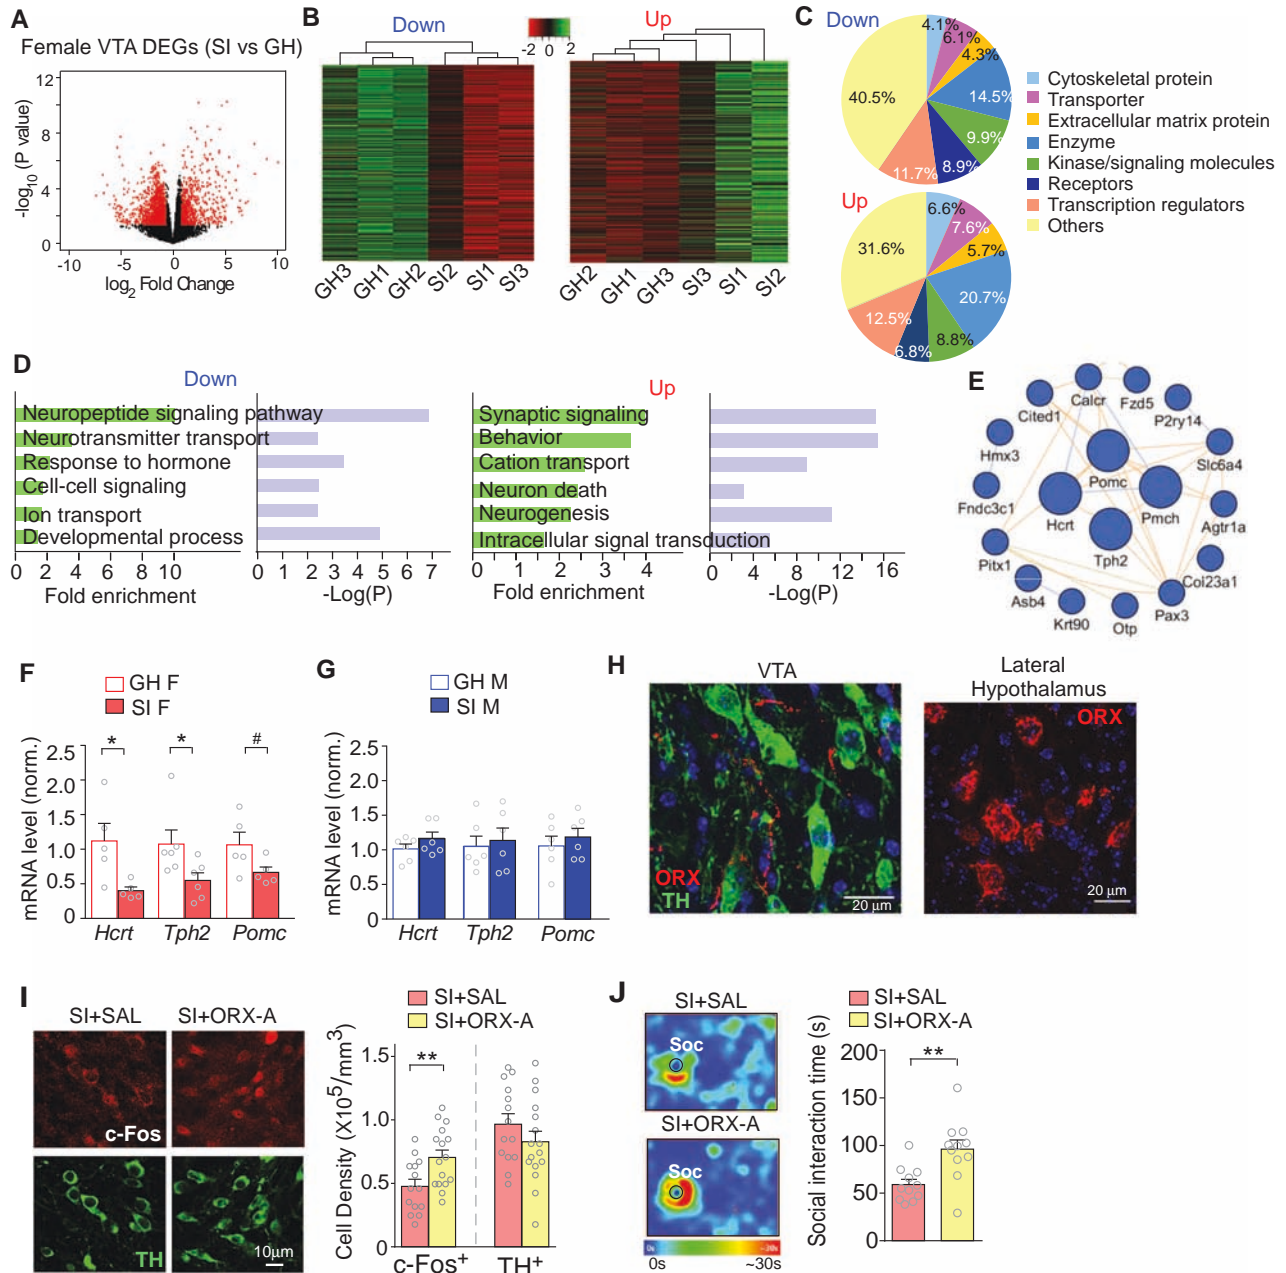 A
Female VTA DEGs (SI vs GH)
12
8
4
0
-log10 (P value)
-10
-5
0
5
10
log2 Fold Change
B
Down
-2 0 2
Up
GH3 GH1 GH2 SI2 SI1 SI3
GH2 GH1 GH3 SI3 SI1 SI2
C
Down
4.1%
6.1%
4.3%
14.5%
9.9%
8.9%
11.7%
40.5%
Up
6.6%
7.6%
5.7%
20.7%
8.8%
6.8%
12.5%
31.6%
Cytoskeletal protein
Transporter
Extracellular matrix protein
Enzyme
Kinase/signaling molecules
Receptors
Transcription regulators
Others
D
Down
Neuropeptide signaling pathway
Neurotransmitter transport
Response to hormone
Cell-cell signaling
Ion transport
Developmental process
0 2 4 6 8 10
Fold enrichment
0 1 2 3 4 5 6 7
-Log(P)
Up
Synaptic signaling
Behavior
Cation transport
Neuron death
Neurogenesis
Intracellular signal transduction
0 1 2 3 4
Fold enrichment
0 4 8 12 16
-Log(P)
E
Calcr
Fzd5
Cited1
P2ry14
Hmx3
Slc6a4
Pomc
Fndc3c1
Hcrt
Pmch
Agtr1a
Pitx1
Tph2
Col23a1
Asb4
Krt90
Otp
Pax3
F
GH F
SI F
* * #
2.5
2.0
1.5
1.0
0.5
0
mRNA level (norm.)
Hcrt Tph2 Pomc
G
GH M
SI M
2.5
2.0
1.5
1.0
0.5
0
mRNA level (norm.)
Hcrt Tph2 Pomc
H
VTA
ORX
TH
20 μm
Lateral
Hypothalamus
ORX
20 μm
I
SI+SAL SI+ORX-A
c-Fos
TH
10μm
SI+SAL
SI+ORX-A
**
1.5
1.0
0.5
0
Cell Density (X10^5/mm^3)
c-Fos+ TH+
J
SI+SAL
Soc
SI+ORX-A
Soc
0s ~30s
0s ~30s
SI+SAL
SI+ORX-A
**
200
150
100
50
0
Social interaction time (s)